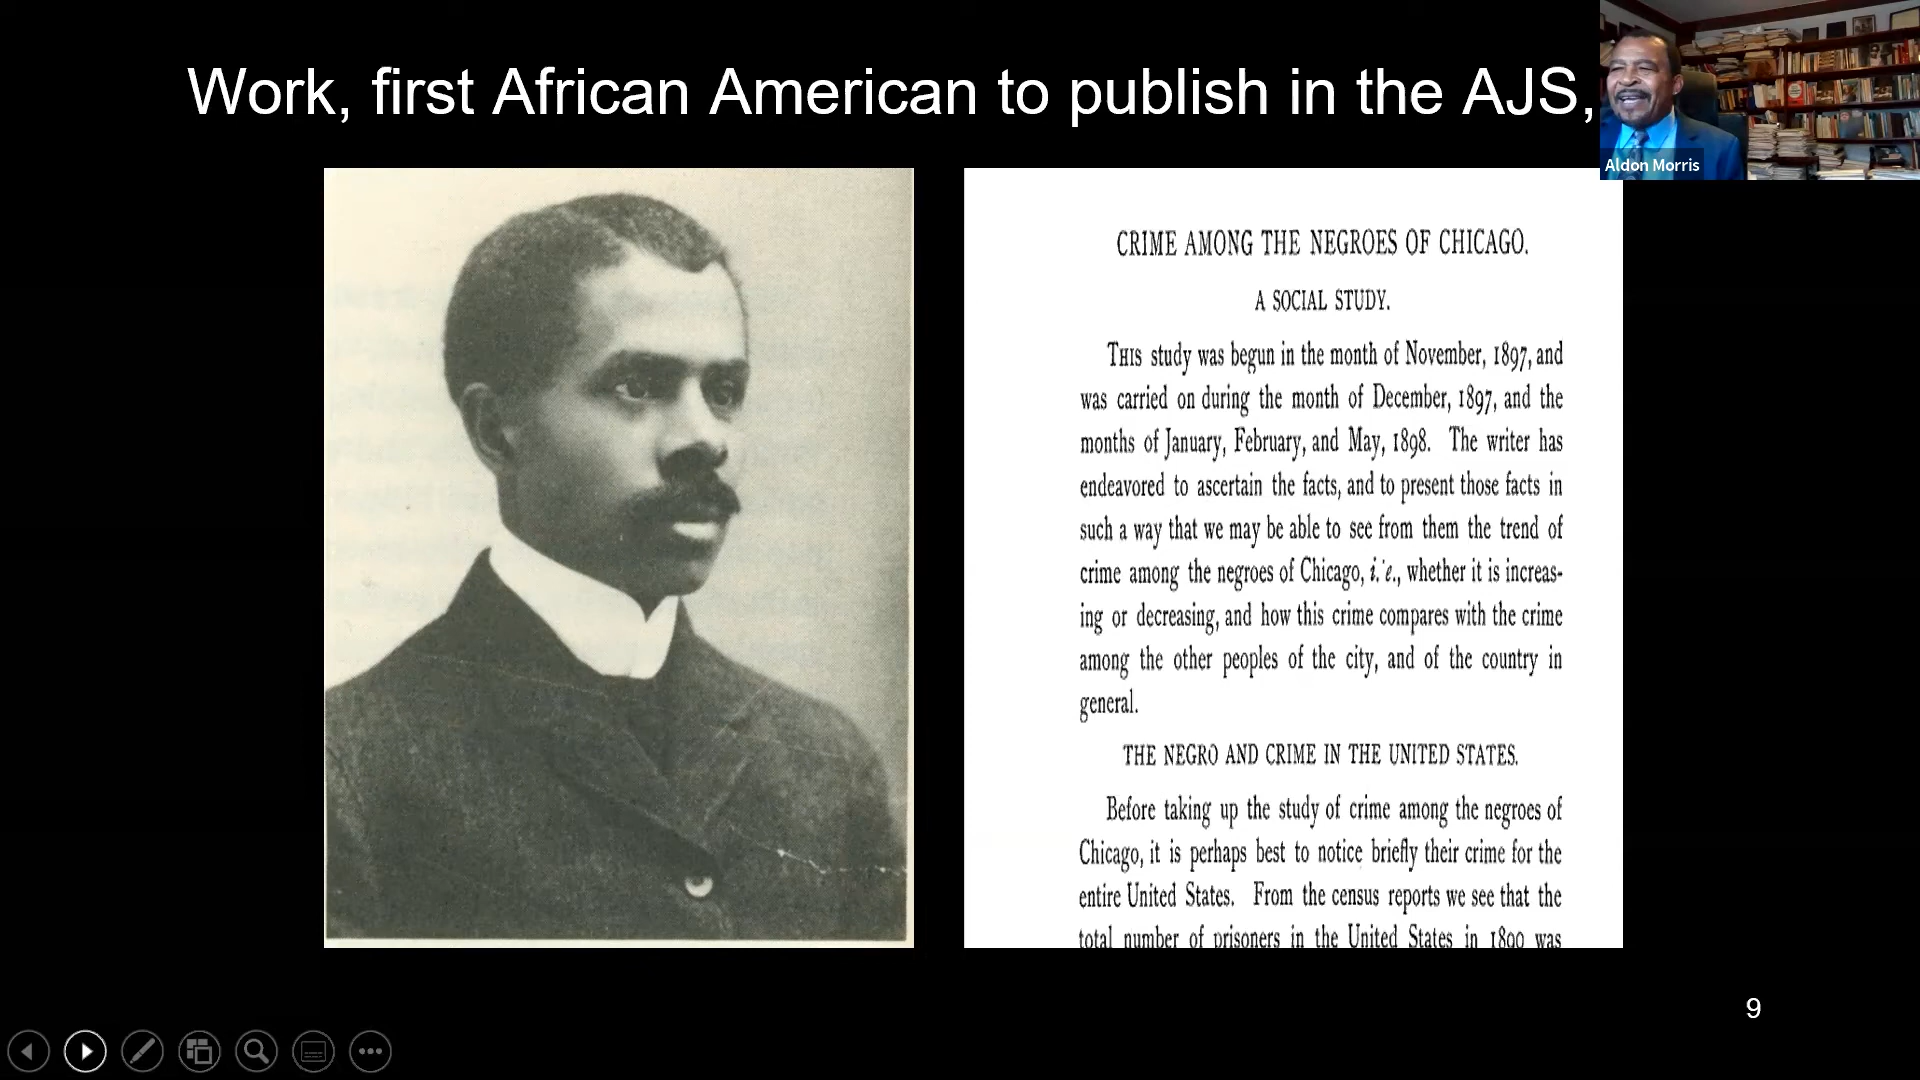 Work, first African American to publish in the AJS,
Aldon Morris
CRIME AMONG THE NEGROES OF CHICAGO.
A SOCIAL STUDY.
THIS study was begun in the month of November, 1897, and
was carried on during the month of December, 1897, and the
months of January, February, and May, 1898. The writer has
endeavored to ascertain the facts, and to present those facts in
such a way that we may be able to see from them the trend of
crime among the negroes of Chicago, i. e., whether it is increas-
ing or decreasing, and how this crime compares with the crime
among the other peoples of the city, and of the country in
general.
THE NEGRO AND CRIME IN THE UNITED STATES.
Before taking up the study of crime among the negroes of
Chicago, it is perhaps best to notice briefly their crime for the
entire United States. From the census reports we see that the
total number of prisoners in the United States in 1890 was
9